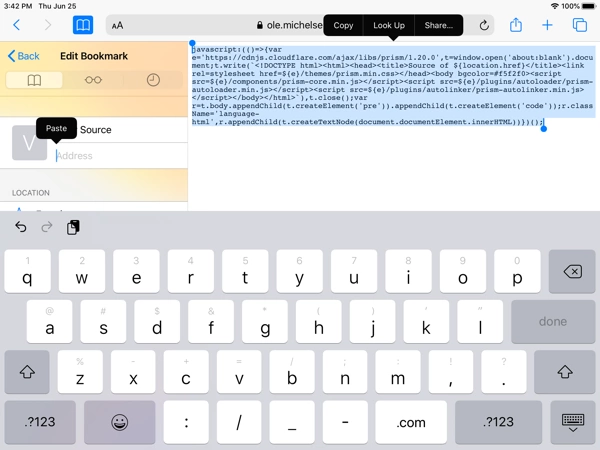 3:42 PM Thu Jun 25
100%
AA
ole.michelse
Copy
Look Up
Share...
Back
Edit Bookmark
V
Source
Paste
Address
LOCATION
javascript:(()=>{var
e='https://cdnjs.cloudflare.com/ajax/libs/prism/1.20.0',t=window.open('about:blank').docu
ment;t.write(`<!DOCTYPE html><html><head><title>Source of ${location.href}</title><link
rel=stylesheet href=${e}/themes/prism.min.css></head><body bgcolor=#f5f2f0><script
src=${e}/components/prism-core.min.js></script><script src=${e}/plugins/autoloader/prism-
autoloader.min.js></script><script src=${e}/plugins/autolinker/prism-autolinker.min.js>
</script></body></html>`),t.close();var
r=t.body.appendChild(t.createElement('pre')).appendChild(t.createElement('code'));r.class
Name='language-
html',r.appendChild(t.createTextNode(document.documentElement.innerHTML))})();
1 2 3 4 5 6 7 8 9 0
q w e r t y u i o p
@ # $ & * ( ) ' "
a s d f g h j k l done
% - + = / ; : ! ?
z x c v b n m , .
.?123 : / _ - .com .?123